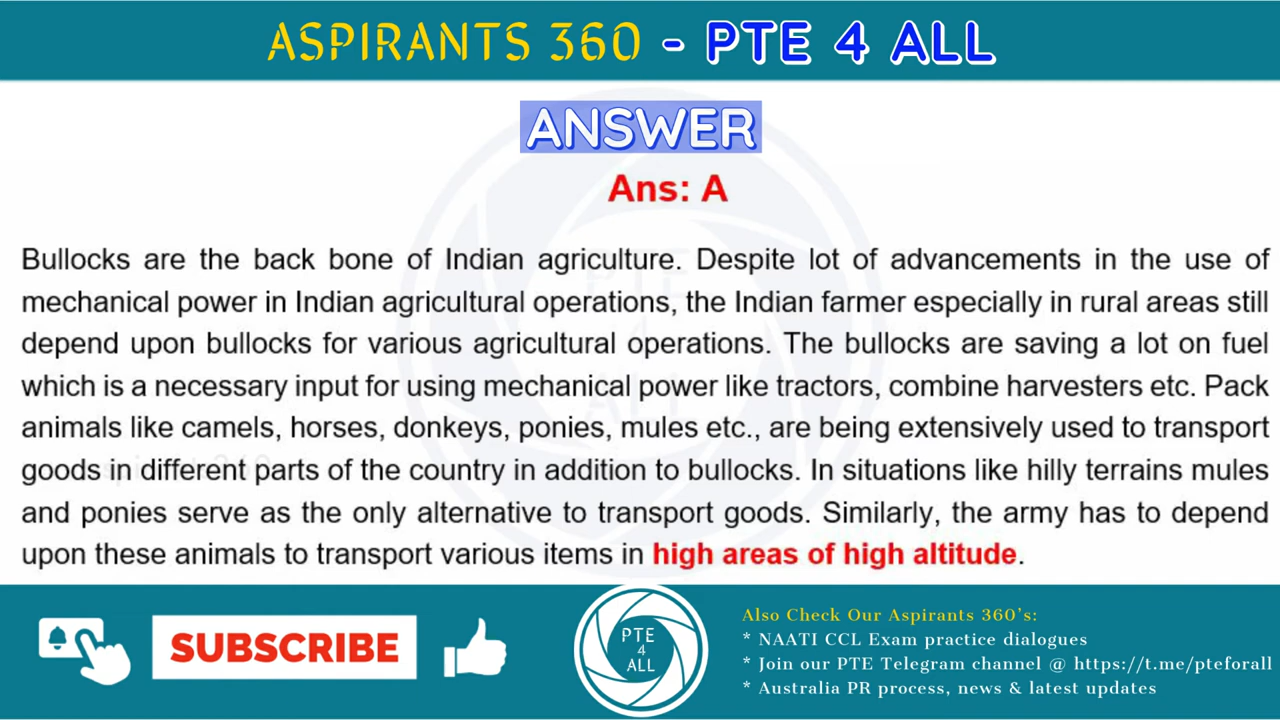 ASPIRANTS 360 - PTE 4 ALL
ANSWER
Ans: A
Bullocks are the back bone of Indian agriculture. Despite lot of advancements in the use of
mechanical power in Indian agricultural operations, the Indian farmer especially in rural areas still
depend upon bullocks for various agricultural operations. The bullocks are saving a lot on fuel
which is a necessary input for using mechanical power like tractors, combine harvesters etc. Pack
animals like camels, horses, donkeys, ponies, mules etc., are being extensively used to transport
goods in different parts of the country in addition to bullocks. In situations like hilly terrains mules
and ponies serve as the only alternative to transport goods. Similarly, the army has to depend
upon these animals to transport various items in high areas of high altitude.
SUBSCRIBE
PTE
4
ALL
Also Check Our Aspirants 360's:
* NAATI CCL Exam practice dialogues
* Join our PTE Telegram channel @ https://t.me/pteforall
* Australia PR process, news & latest updates